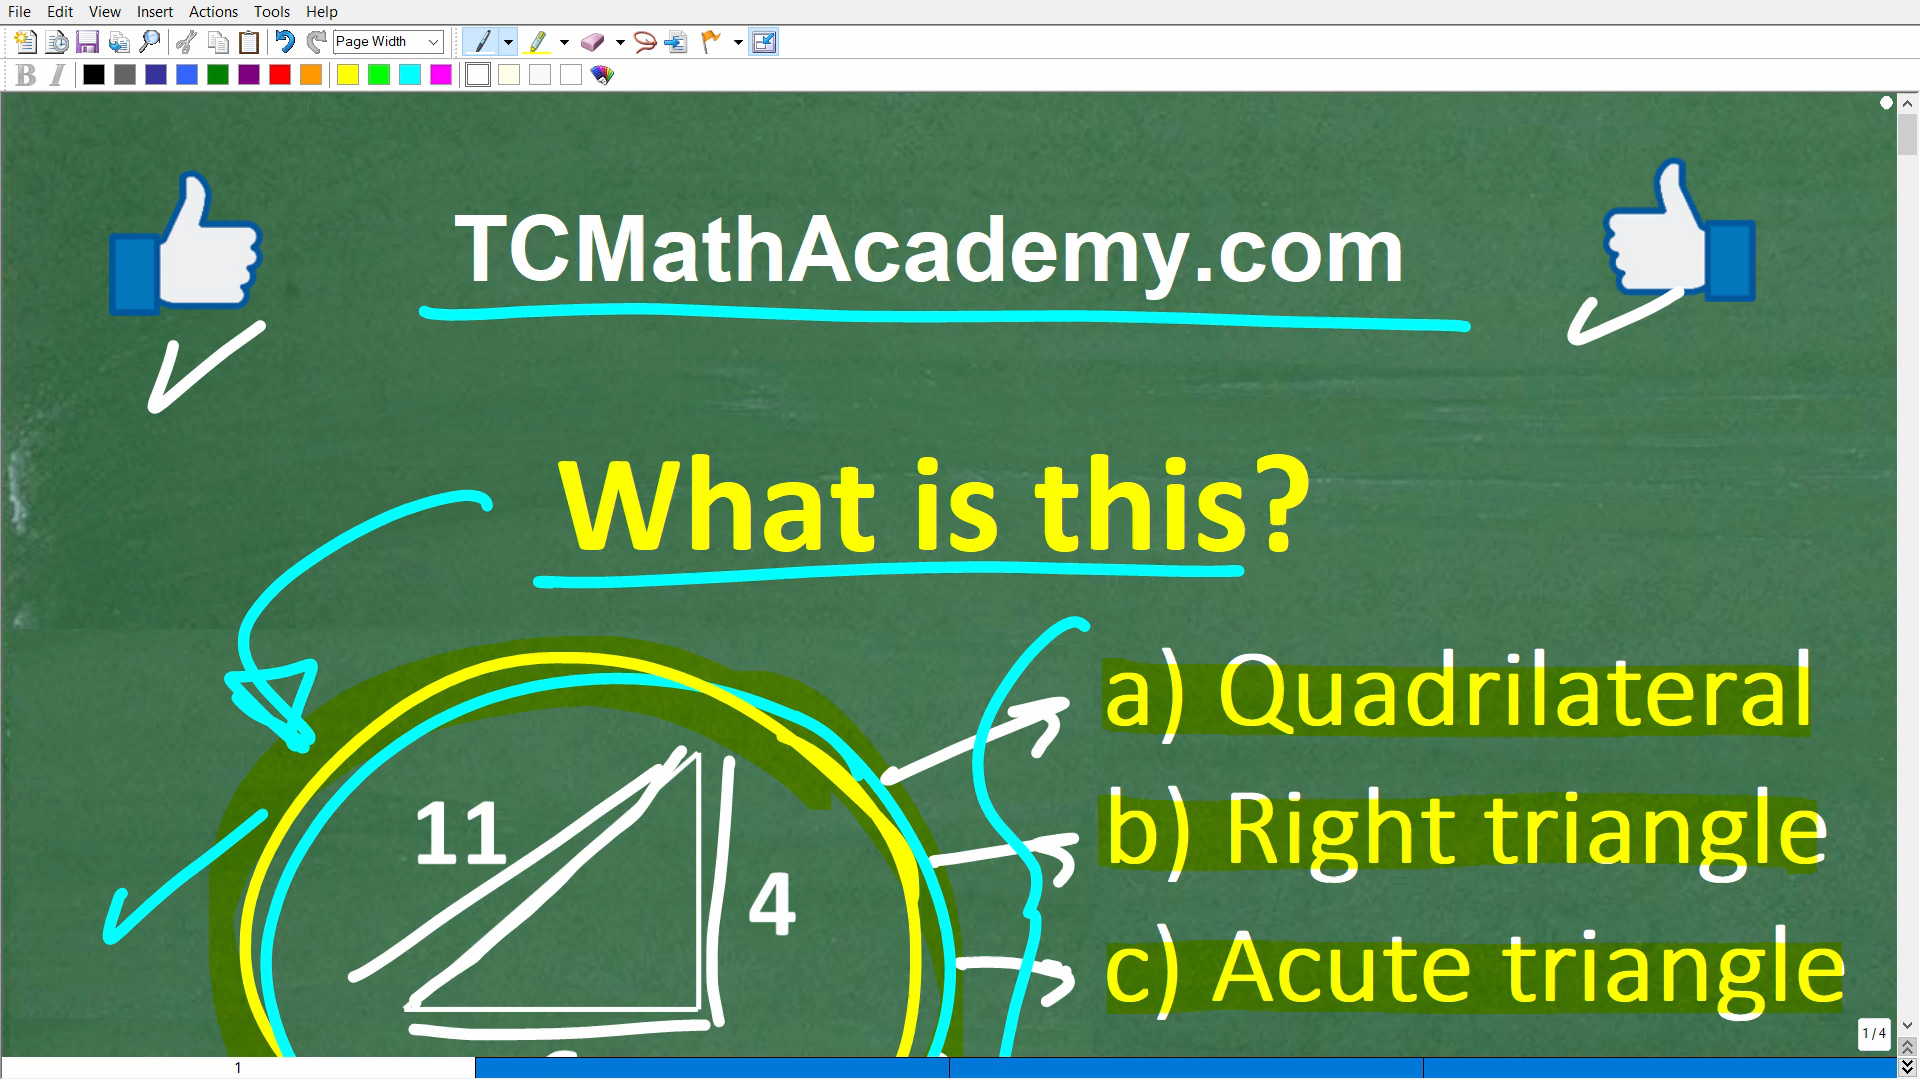 File Edit View Insert Actions Tools Help
Page Width
B I
TCMathAcademy.com
What is this?
a) Quadrilateral
11
b) Right triangle
4
c) Acute triangle
1 / 4
1